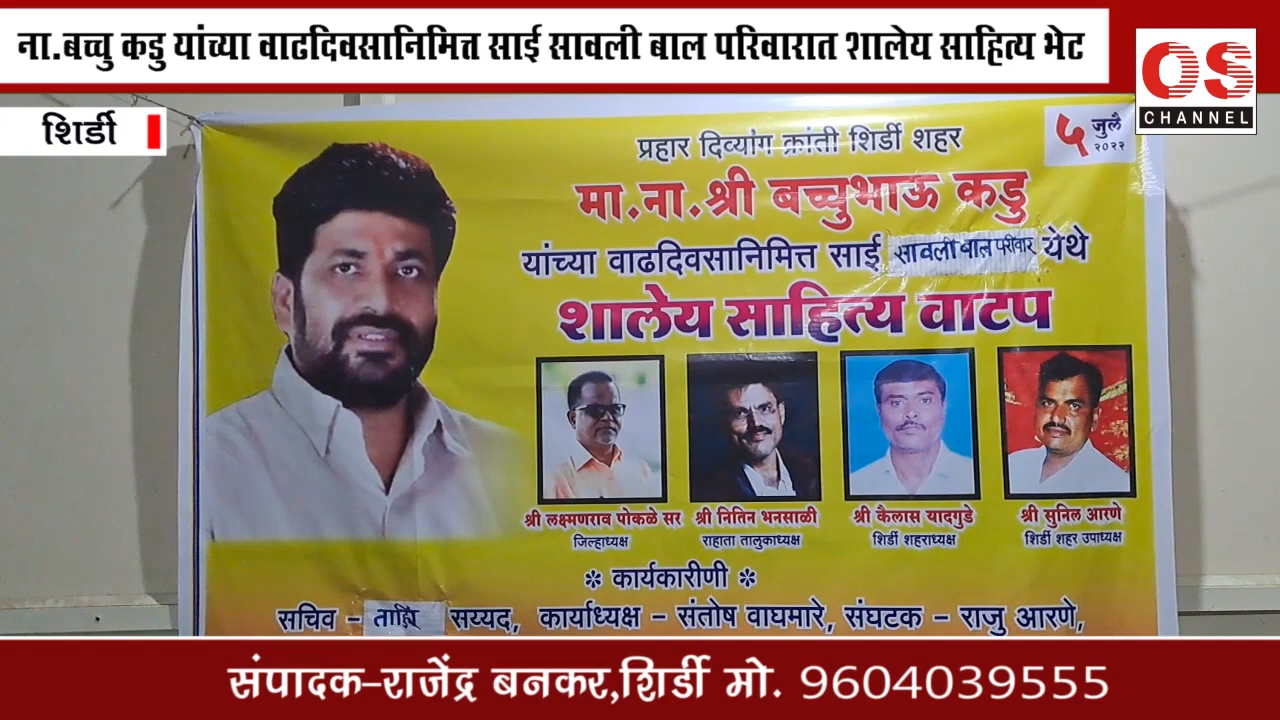 ना.बच्चु कडु यांच्या वाढदिवसानिमित्त साई सावली बाल परिवारात शालेय साहित्य भेट
OS
CHANNEL
शिर्डी
५ जुलै
२०२२
प्रहार दिव्यांग क्रांती शिर्डी शहर
मा.ना.श्री बच्चुभाऊ कडु
यांच्या वाढदिवसानिमित्त साई सावली बाल परीवार येथे
शालेय साहित्य वाटप
श्री लक्ष्मणराव पोकळे सर
जिल्हाध्यक्ष
श्री नितिन भनसाळी
राहाता तालुकाध्यक्ष
श्री कैलास यादगुडे
शिर्डी शहराध्यक्ष
श्री सुनिल आरणे
शिर्डी शहर उपाध्यक्ष
* कार्यकारीणी *
सचिव - सय्यद, कार्याध्यक्ष - संतोष वाघमारे, संघटक - राजु आरणे,
संपादक-राजेंद्र बनकर,शिर्डी मो. 9604039555